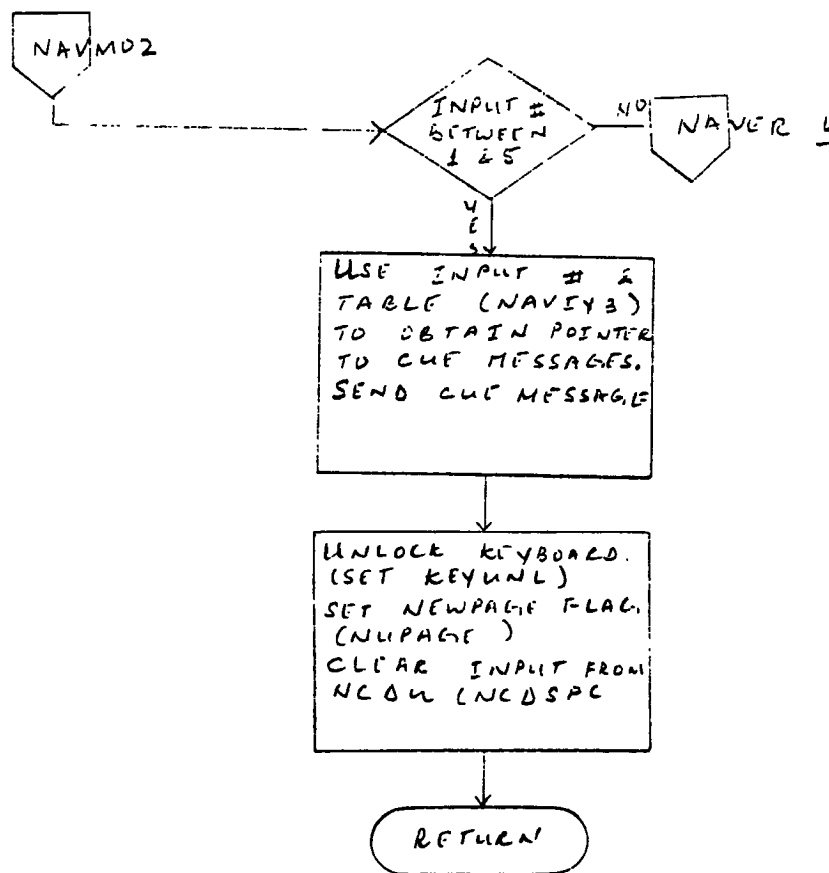 NAVMO2
INPUT #
BETWEEN
1 & 5
NO
NAVER
YES
USE INPUT # &
TABLE (NAVIY3)
TO OBTAIN POINTER
TO CUE MESSAGES.
SEND CUE MESSAGE
UNLOCK KEYBOARD.
(SET KEYUNL)
SET NEWPAGE FLAG.
(NUPAGE )
CLEAR INPUT FROM
NCDU (NCDSPC
RETURN